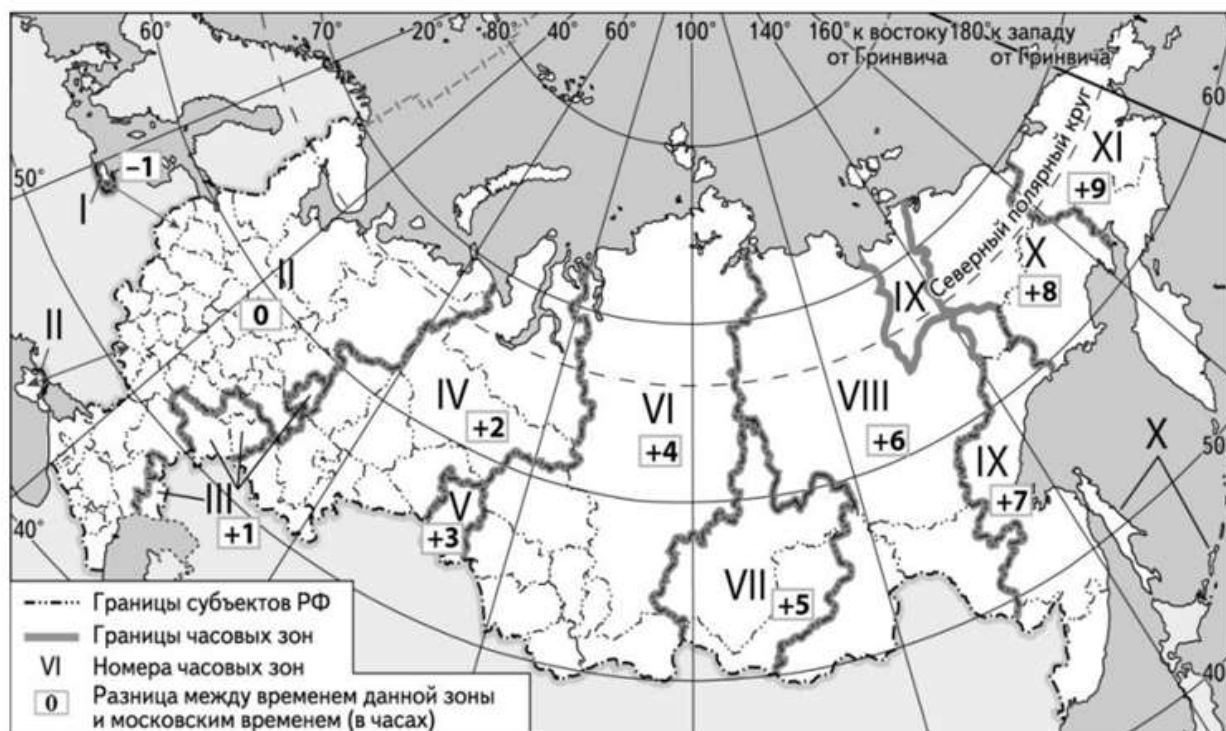 60° 70° 20° 40° 60° 80° 100° 120° 140° 160° к востоку 180° к западу
от Гринвича от Гринвича
60°
Северный полярный круг
XI
+9
–1
50°
I
X
+8
II
0
IX
II
IV
+2
VI
+4
VIII
+6
X
50°
IX
+7
V
+3
III
+1
40°
VII
+5
40°
Границы субъектов РФ
Границы часовых зон
VI Номера часовых зон
0 Разница между временем данной зоны
и московским временем (в часах)